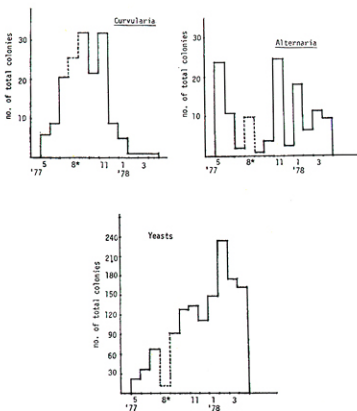 Curvularia
no. of total colonies
30
20
10
5 8* 11 1 3
'77 '78
Alternaria
no. of total colonies
30
20
10
5 8* 11 1 3
'77 '78
Yeasts
no. of total colonies
240
210
180
150
120
90
60
30
5 8* 11 1 3
'77 '78